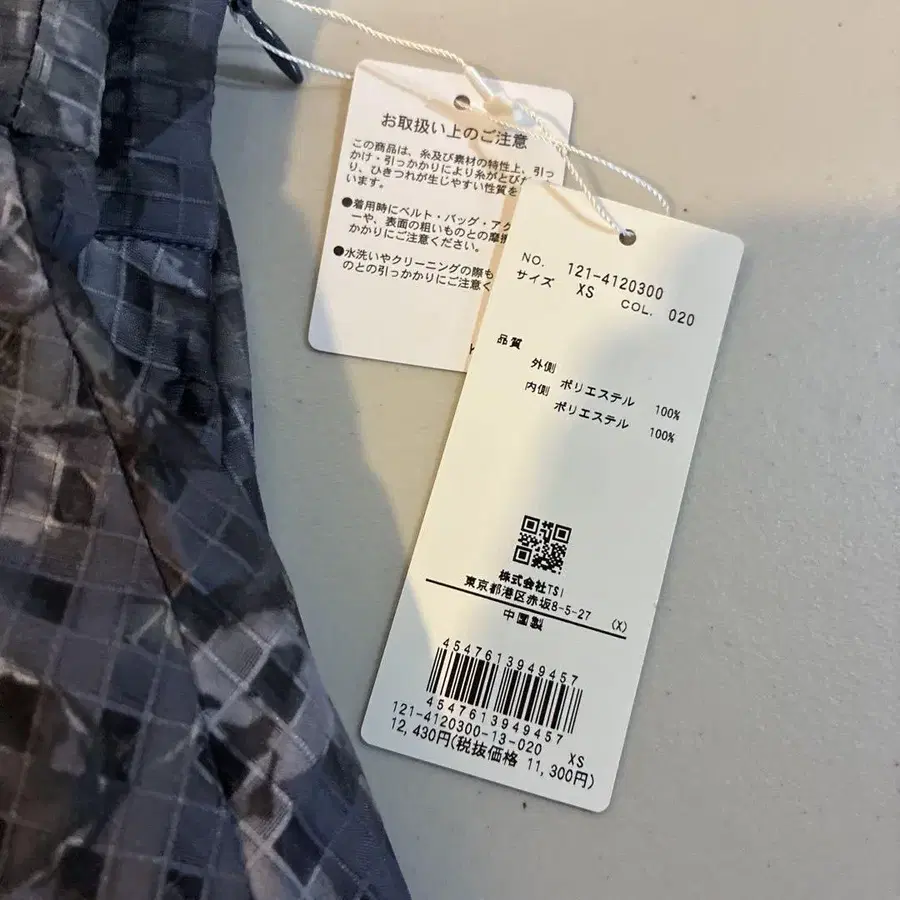 お取扱い上のご注意
この商品は、糸及び素材の特性上、引っ
かけ・引っかかりにより糸がとびだ
り、ひきつれが生じやすい性質を
います。
●着用時にベルト・バッグ・アク
ーや、表面の粗いものとの摩擦
かかりにご注意ください。
●水洗いやクリーニングの際も
のとの引っかかりにご注意く
NO. 121-4120300
サイズ XS COL. 020
品質
外側 ポリエステル 100%
内側 ポリエステル 100%
株式会社TSI
東京都港区赤坂8-5-27 (X)
中国製
4547613949457
4547613949457
121-4120300-13-020 XS
12,430円(税抜価格 11,300円)